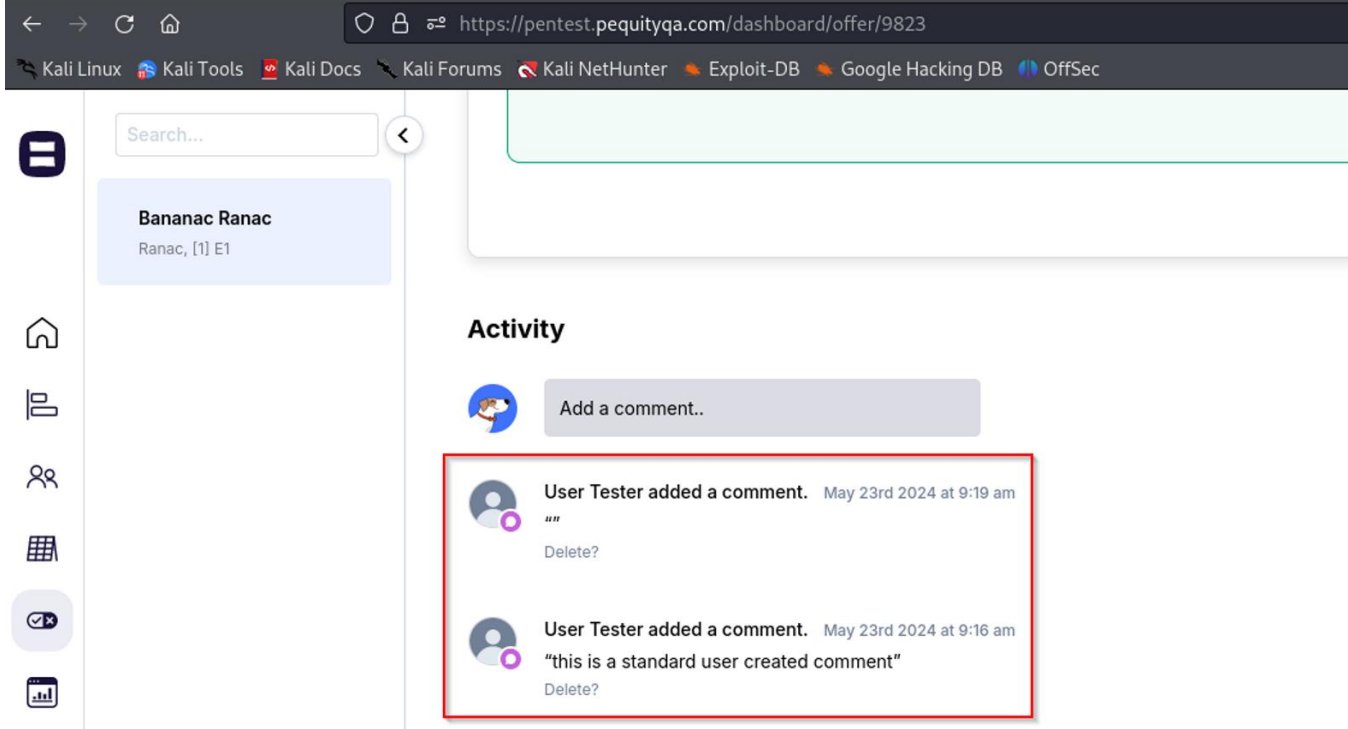 https://pentest.pequityqa.com/dashboard/offer/9823
Kali Linux Kali Tools Kali Docs Kali Forums Kali NetHunter Exploit-DB Google Hacking DB OffSec
Search...
Bananac Ranac
Ranac, [1] E1
Activity
Add a comment..
User Tester added a comment. May 23rd 2024 at 9:19 am
“”
Delete?
User Tester added a comment. May 23rd 2024 at 9:16 am
“this is a standard user created comment”
Delete?